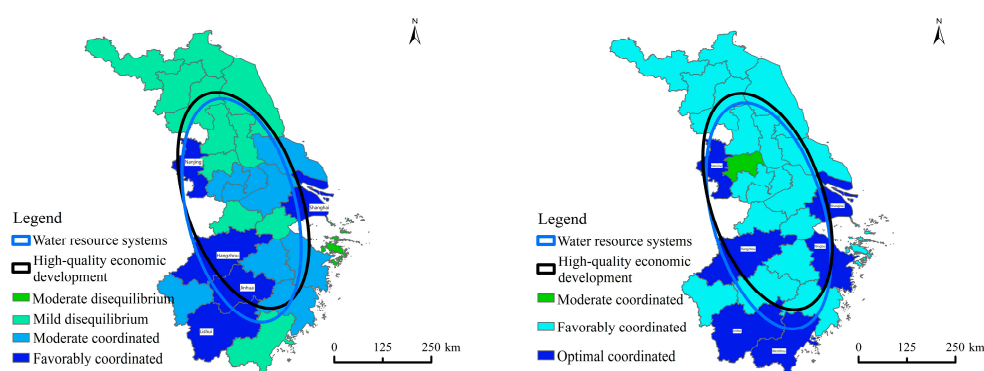 N
Nanjing
Shanghai
Hangzhou
Jinhua
Lishui
Legend
Water resource systems
High-quality economic
development
Moderate disequilibrium
Mild disequilibrium
Moderate coordinated
Favorably coordinated
0 125 250 km
N
Legend
Water resource systems
High-quality economic
development
Moderate coordinated
Favorably coordinated
Optimal coordinated
0 125 250 km